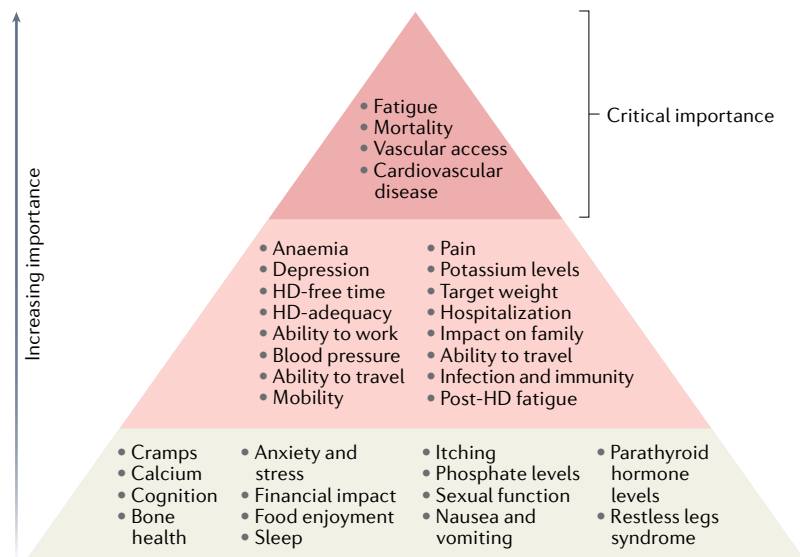 Increasing importance
• Fatigue
• Mortality
• Vascular access
• Cardiovascular
disease
Critical importance
• Anaemia
• Depression
• HD-free time
• HD-adequacy
• Ability to work
• Blood pressure
• Ability to travel
• Mobility
• Pain
• Potassium levels
• Target weight
• Hospitalization
• Impact on family
• Ability to travel
• Infection and immunity
• Post-HD fatigue
• Cramps
• Calcium
• Cognition
• Bone
health
• Anxiety and
stress
• Financial impact
• Food enjoyment
• Sleep
• Itching
• Phosphate levels
• Sexual function
• Nausea and
vomiting
• Parathyroid
hormone
levels
• Restless legs
syndrome